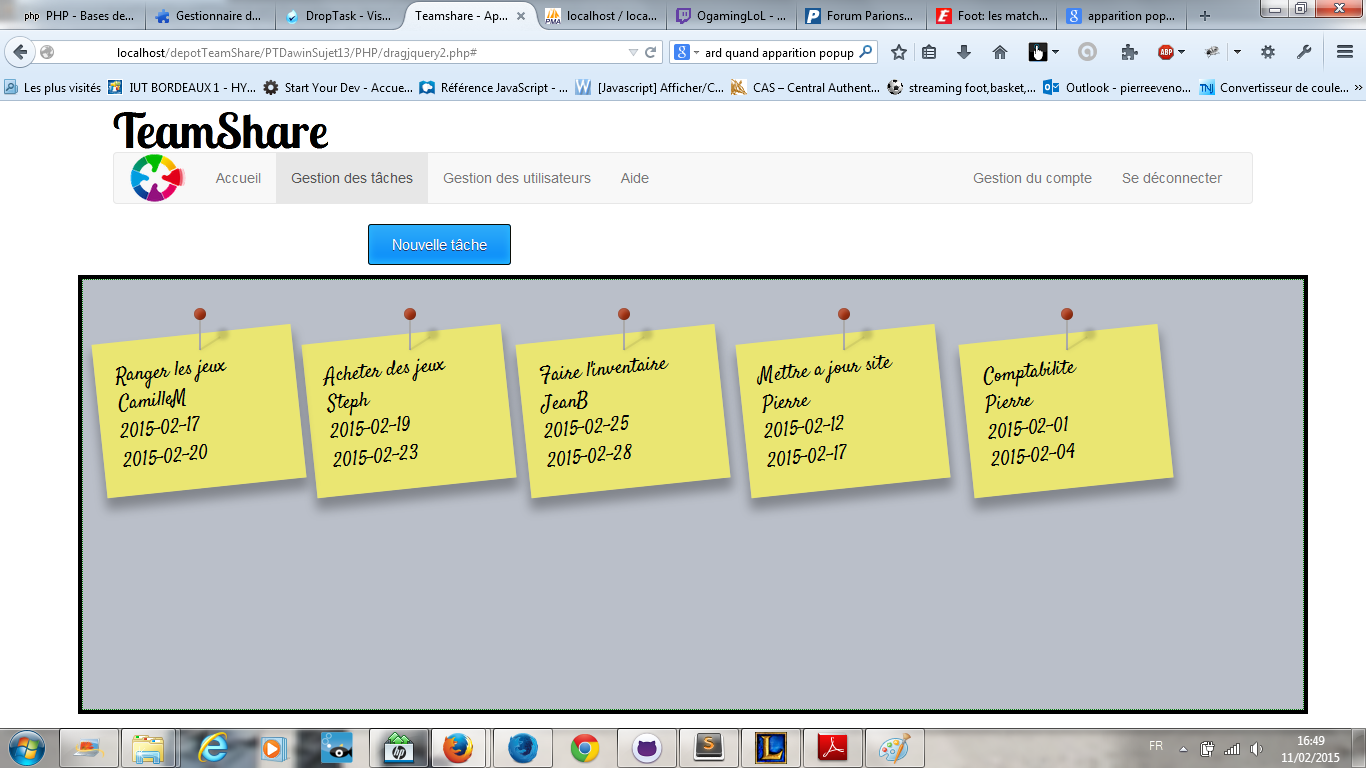 php PHP - Bases de...
Gestionnaire d...
DropTask - Vis...
Teamshare - Ap...
localhost / loca...
OgamingLoL - ...
Forum Parions...
Foot: les match...
apparition pop...
localhost/depotTeamShare/PTDawinSujet13/PHP/dragjquery2.php#
ard quand apparition popup
Les plus visités
IUT BORDEAUX 1 - HY...
Start Your Dev - Accue...
Référence JavaScript - ...
[Javascript] Afficher/C...
CAS – Central Authent...
streaming foot,basket,...
Outlook - pierreeveno...
Convertisseur de coule...
TeamShare
Accueil
Gestion des tâches
Gestion des utilisateurs
Aide
Gestion du compte
Se déconnecter
Nouvelle tâche
Ranger les jeux
CamilleM
2015-02-17
2015-02-20
Acheter des jeux
Steph
2015-02-19
2015-02-23
Faire l'inventaire
JeanB
2015-02-25
2015-02-28
Mettre a jour site
Pierre
2015-02-12
2015-02-17
Comptabilite
Pierre
2015-02-01
2015-02-04
FR
16:49
11/02/2015